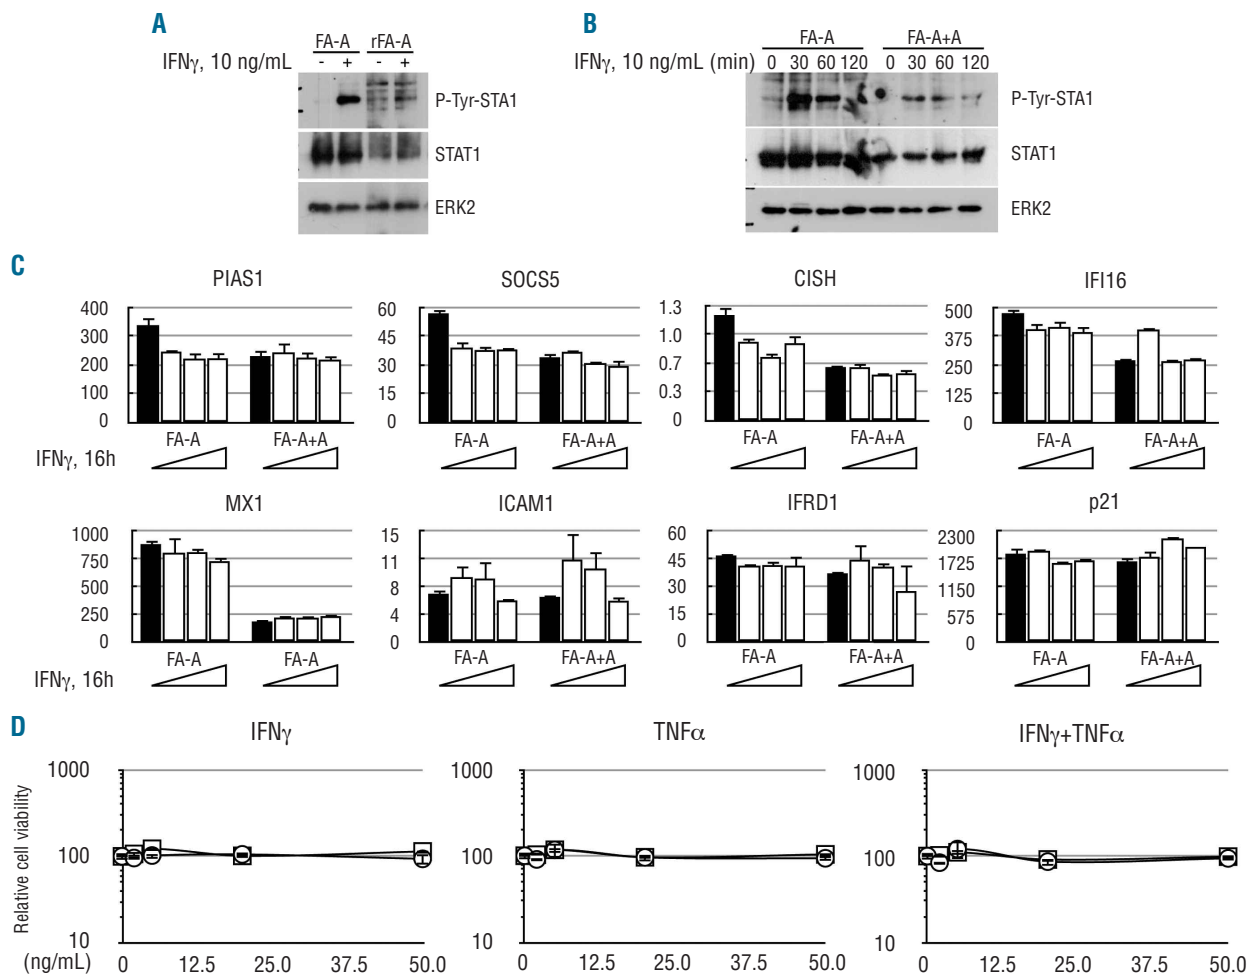 A
FA-A rFA-A
IFNγ, 10 ng/mL - + - +
P-Tyr-STA1
STAT1
ERK2
B
FA-A FA-A+A
IFNγ, 10 ng/mL (min) 0 30 60 120 0 30 60 120
P-Tyr-STA1
STAT1
ERK2
C
PIAS1 SOCS5 CISH IFI16
400 60 1.3 500
300 45 1.0 375
200 30 0.7 250
100 15 0.3 125
0 0 0 0
FA-A FA-A+A FA-A FA-A+A FA-A FA-A+A FA-A FA-A+A
IFNγ, 16h
MX1 ICAM1 IFRD1 p21
1000 15 60 2300
750 11 45 1725
500 8 30 1150
250 4 15 575
0 0 0 0
FA-A FA-A FA-A FA-A+A FA-A FA-A+A FA-A FA-A+A
IFNγ, 16h
D
IFNγ TNFα IFNγ+TNFα
Relative cell viability
1000 1000 1000
100 100 100
10 10 10
(ng/mL) 0 12.5 25.0 37.5 50.0 0 12.5 25.0 37.5 50.0 0 12.5 25.0 37.5 50.0